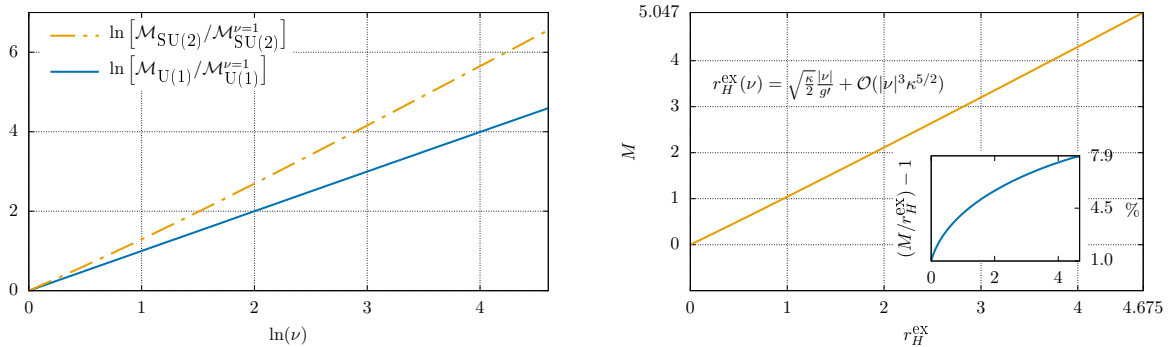 6
4
2
0
ln[ℳ_SU(2)/ℳ^{ν=1}_SU(2)]
ln[ℳ_U(1)/ℳ^{ν=1}_U(1)]
0 1 2 3 4
ln(ν)
5.047
4
3
2
1
0
M
r_H^ex(ν) = √(κ/2) |ν|/g′ + 𝒪(|ν|³κ^{5/2})
(M/r_H^ex) − 1
7.9
4.5 %
1.0
0 2 4
0 1 2 3 4 4.675
r_H^ex